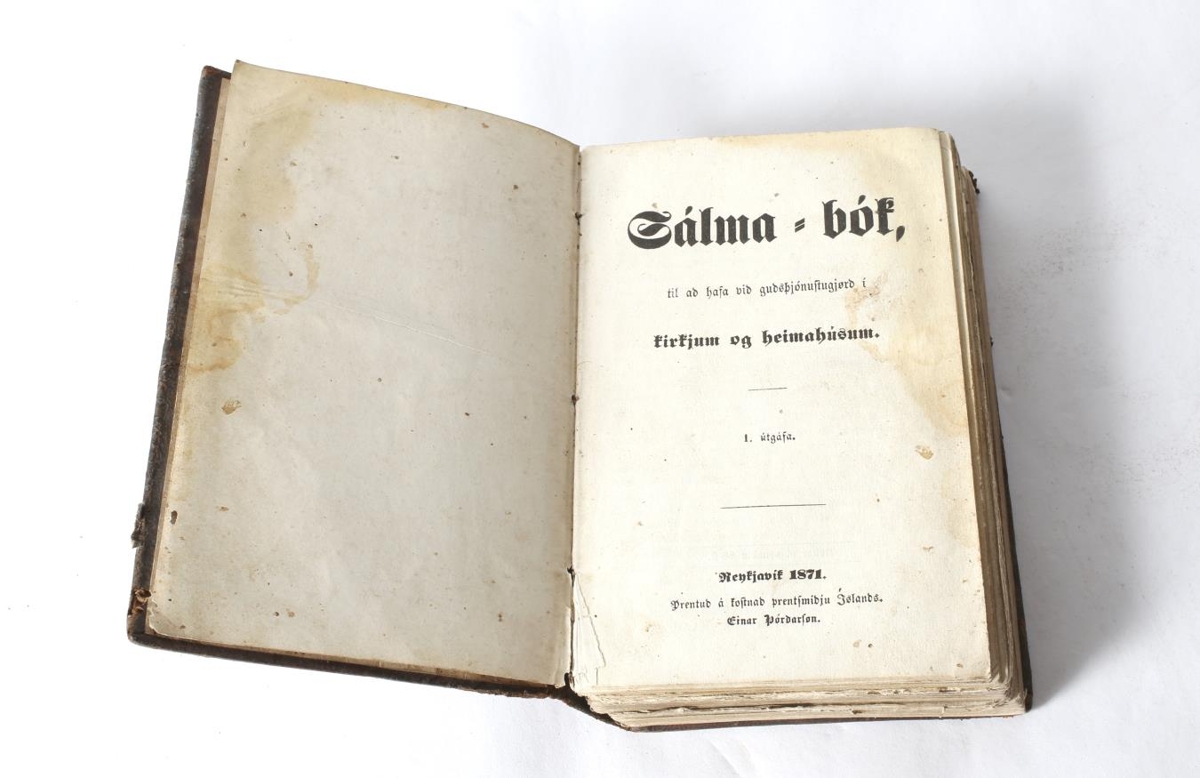 Sálma-bók,
til ad hafa vid gudsþjónustugjørd í
kirkjum og heimahúsum.
1. útgáfa.
Reykjavík 1871.
Prentud á kostnad prentsmidju Íslands.
Einar Þórdarson.